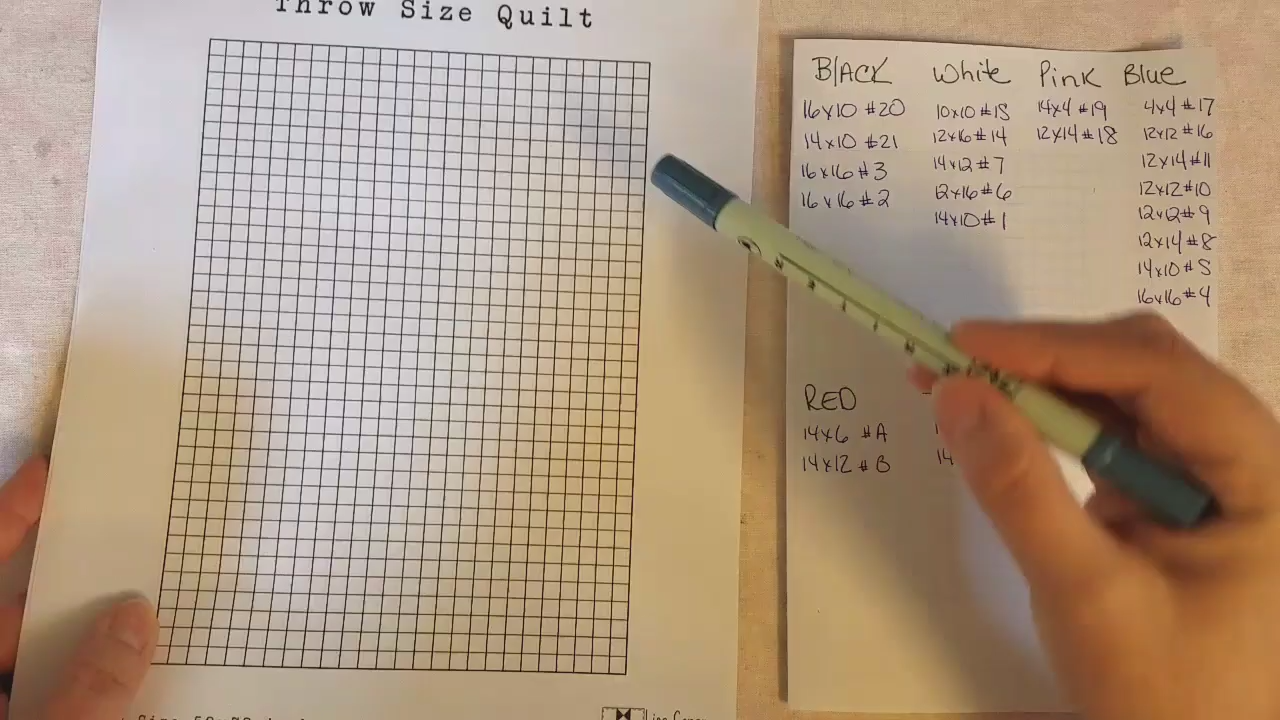 Throw Size Quilt
BLACK
16x10 #20
14x10 #21
16x16 #3
16x16 #2
White
10x10 #15
12x16 #14
14x12 #7
12x16 #6
14x10 #1
Pink
14x4 #19
12x14 #18
Blue
4x4 #17
12x12 #16
12x14 #11
12x12 #10
12x12 #9
12x14 #8
14x10 #5
16x16 #4
RED
14x6 #A
14x12 #B
14
Size